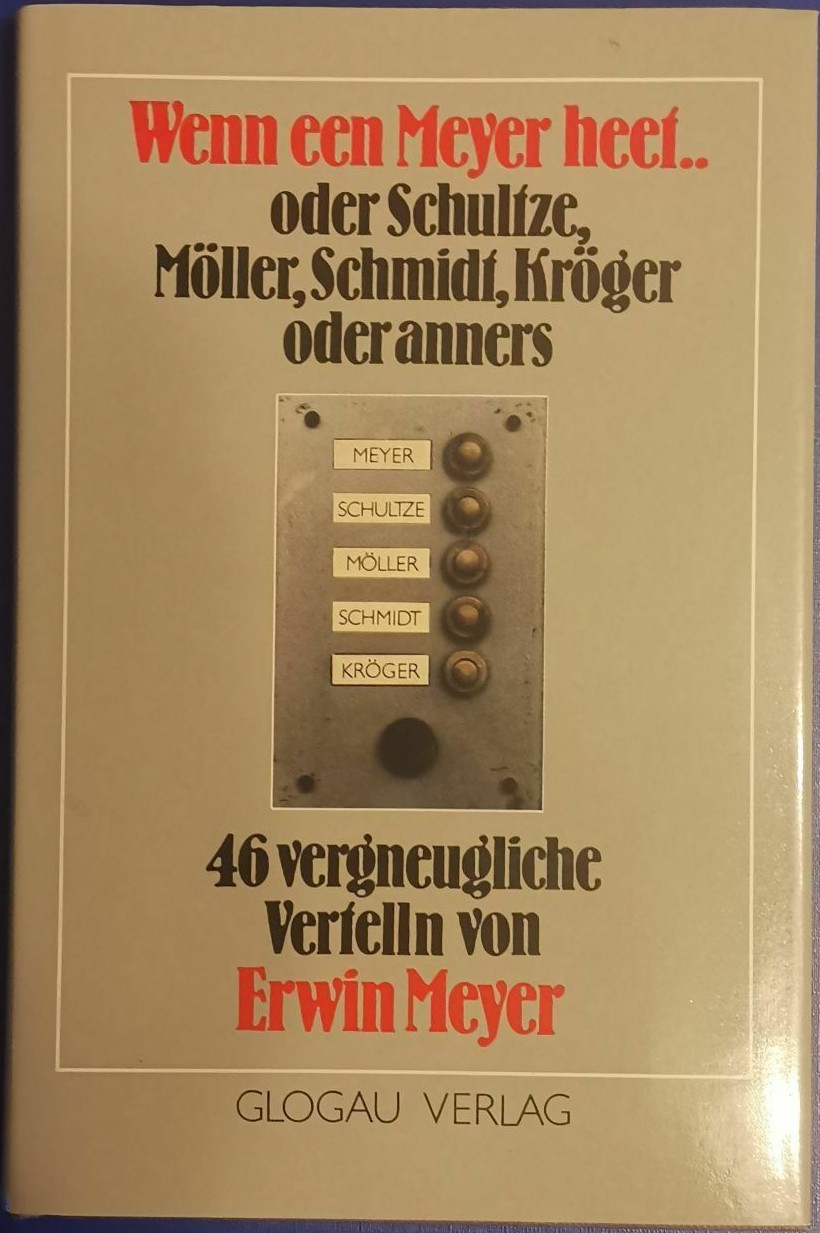 Wenn een Meyer heet..
oder Schultze,
Möller, Schmidt, Kröger
oder anners
MEYER
SCHULTZE
MÖLLER
SCHMIDT
KRÖGER
46 vergneugliche
Vertelln von
Erwin Meyer
GLOGAU VERLAG